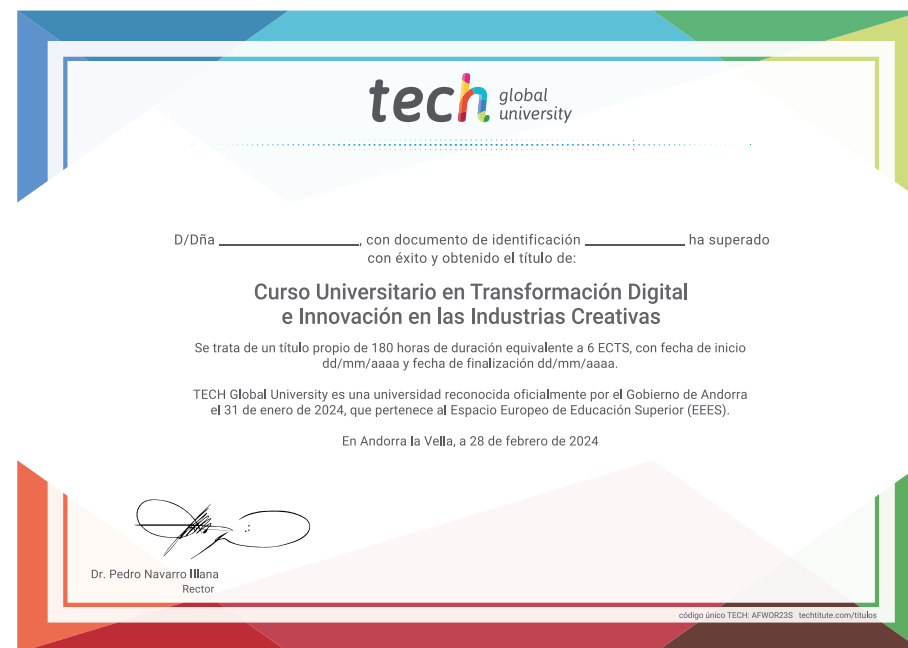 tech global university
D/Dña ______________, con documento de identificación __________ ha superado
con éxito y obtenido el título de:
Curso Universitario en Transformación Digital
e Innovación en las Industrias Creativas
Se trata de un título propio de 180 horas de duración equivalente a 6 ECTS, con fecha de inicio
dd/mm/aaaa y fecha de finalización dd/mm/aaaa.
TECH Global University es una universidad reconocida oficialmente por el Gobierno de Andorra
el 31 de enero de 2024, que pertenece al Espacio Europeo de Educación Superior (EEES).
En Andorra la Vella, a 28 de febrero de 2024
Dr. Pedro Navarro Illana
Rector
código único TECH: AFWOR23S techtitute.com/titulos